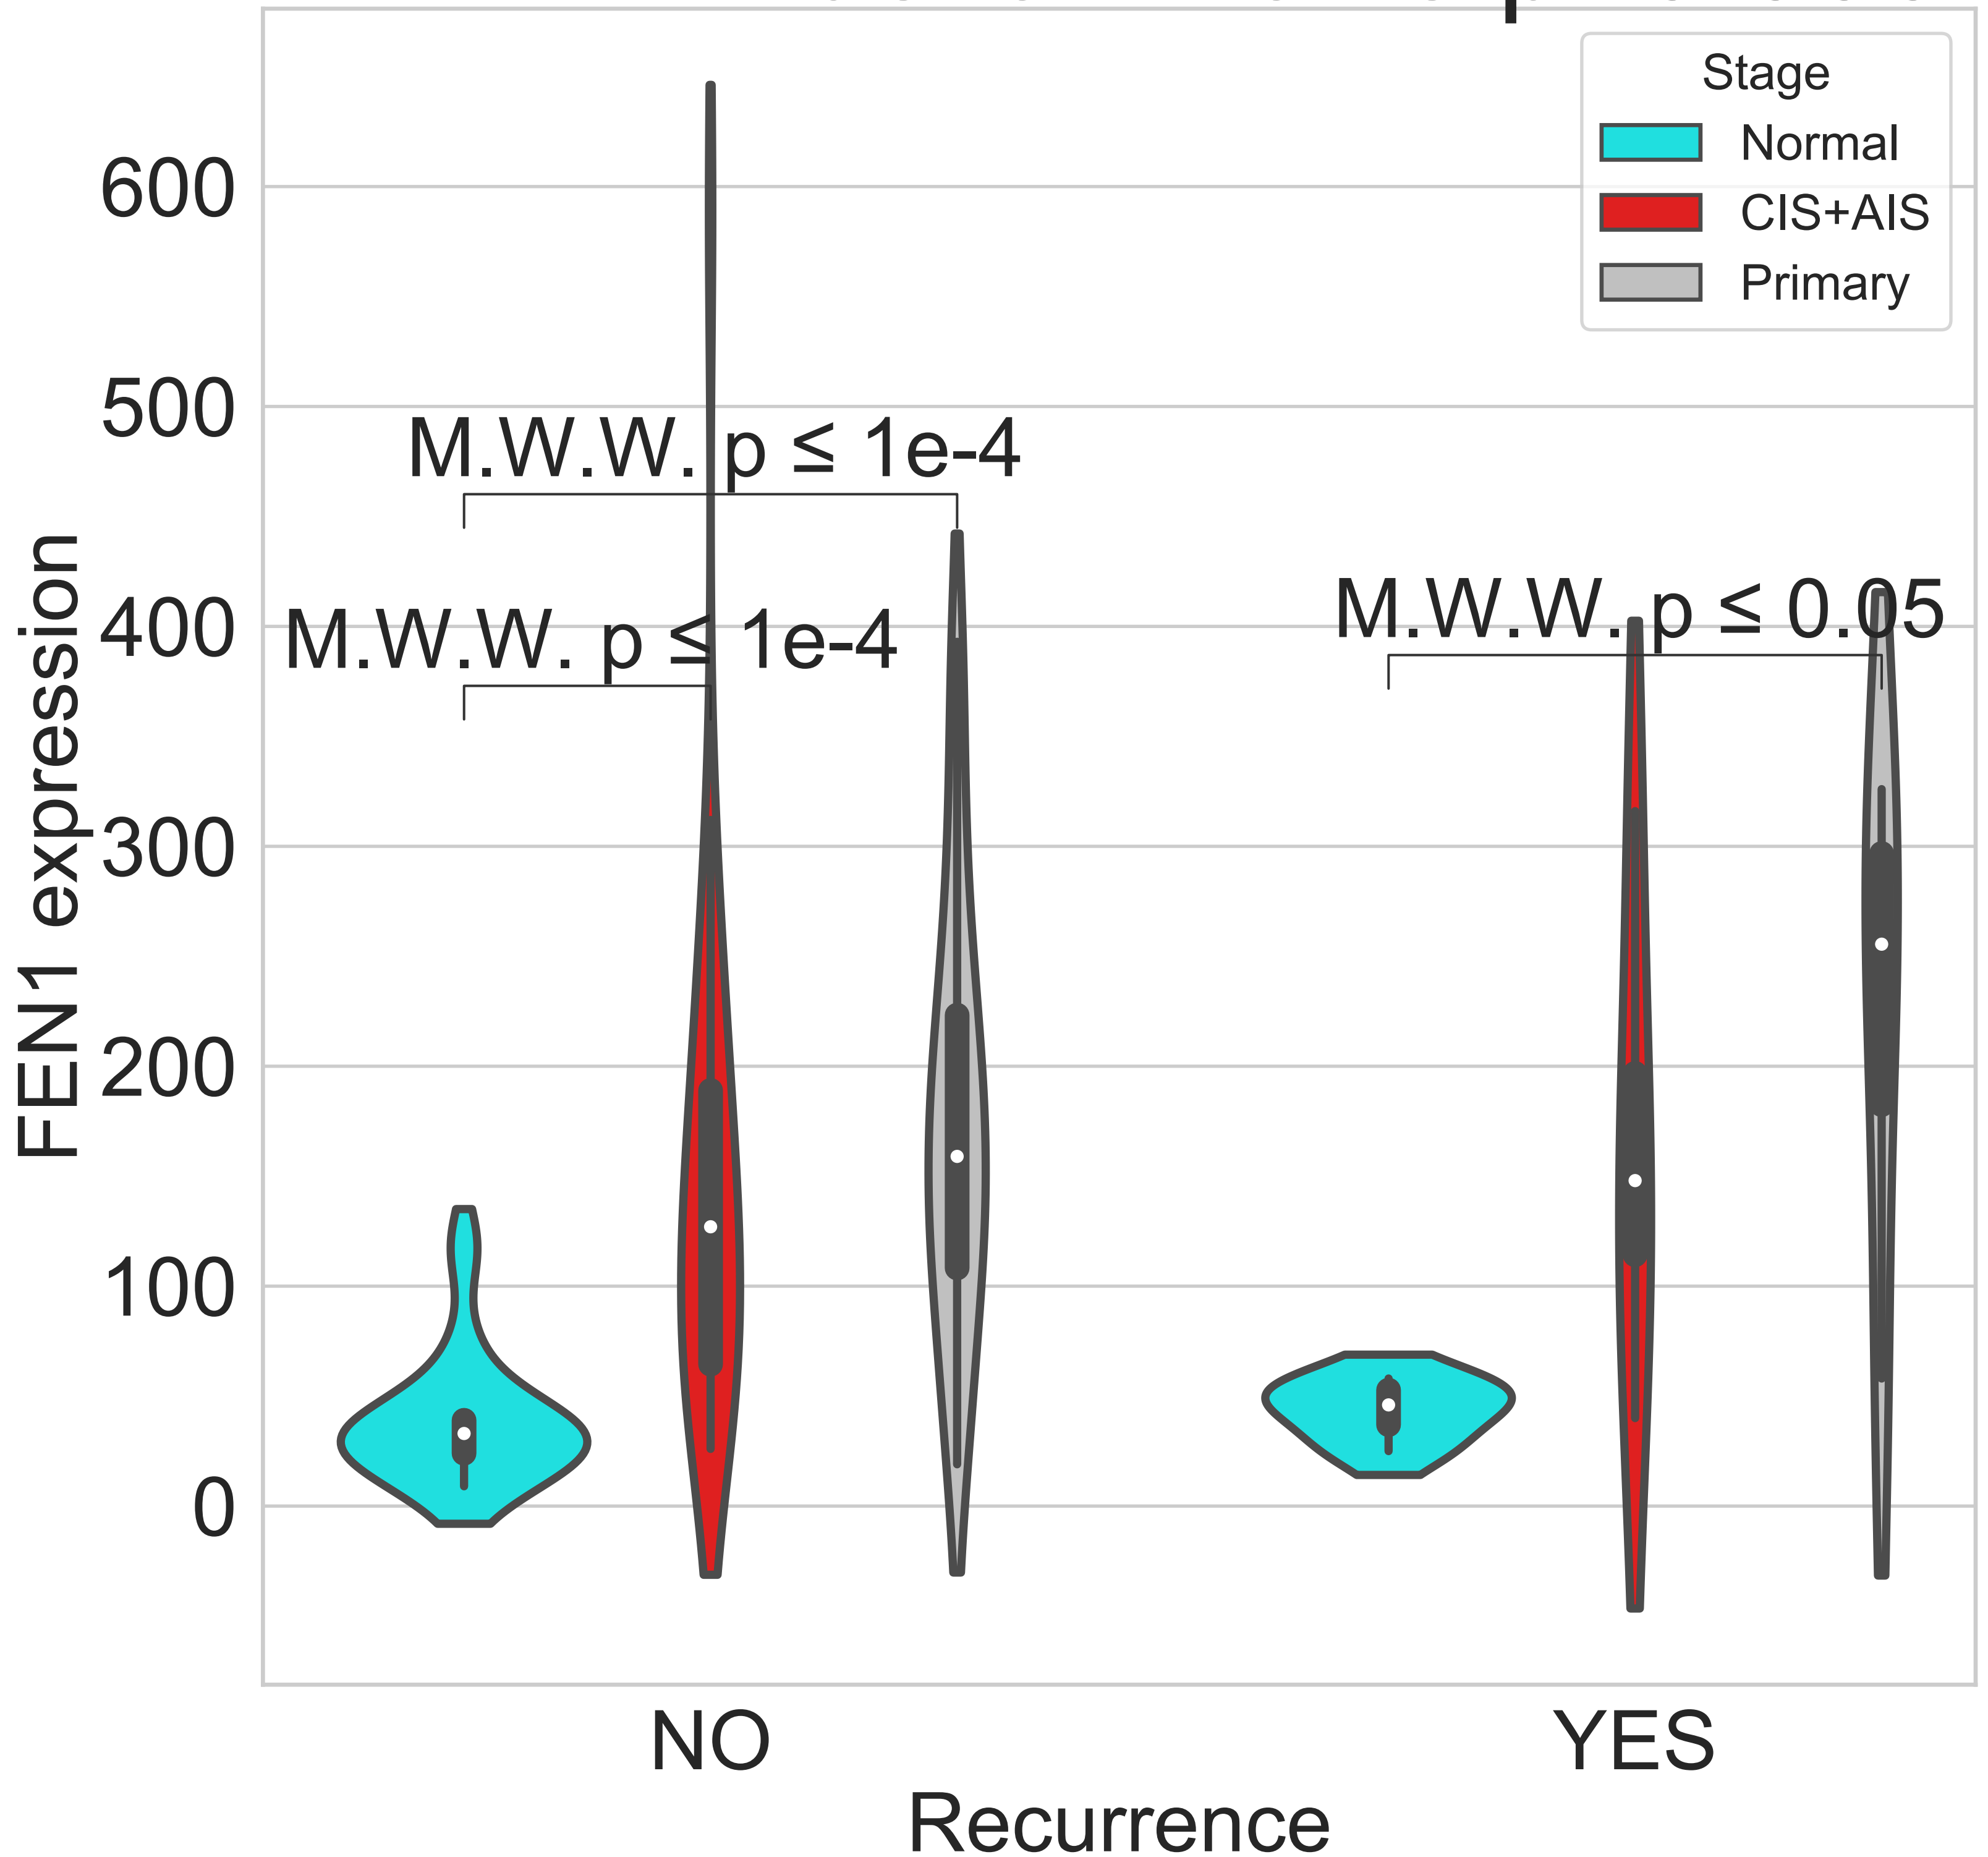 Stage
Normal
CIS+AIS
Primary
600
500
400
300
200
100
0
FEN1 expression
M.W.W. p ≤ 1e-4
M.W.W. p ≤ 1e-4
M.W.W. p ≤ 0.05
NO
YES
Recurrence